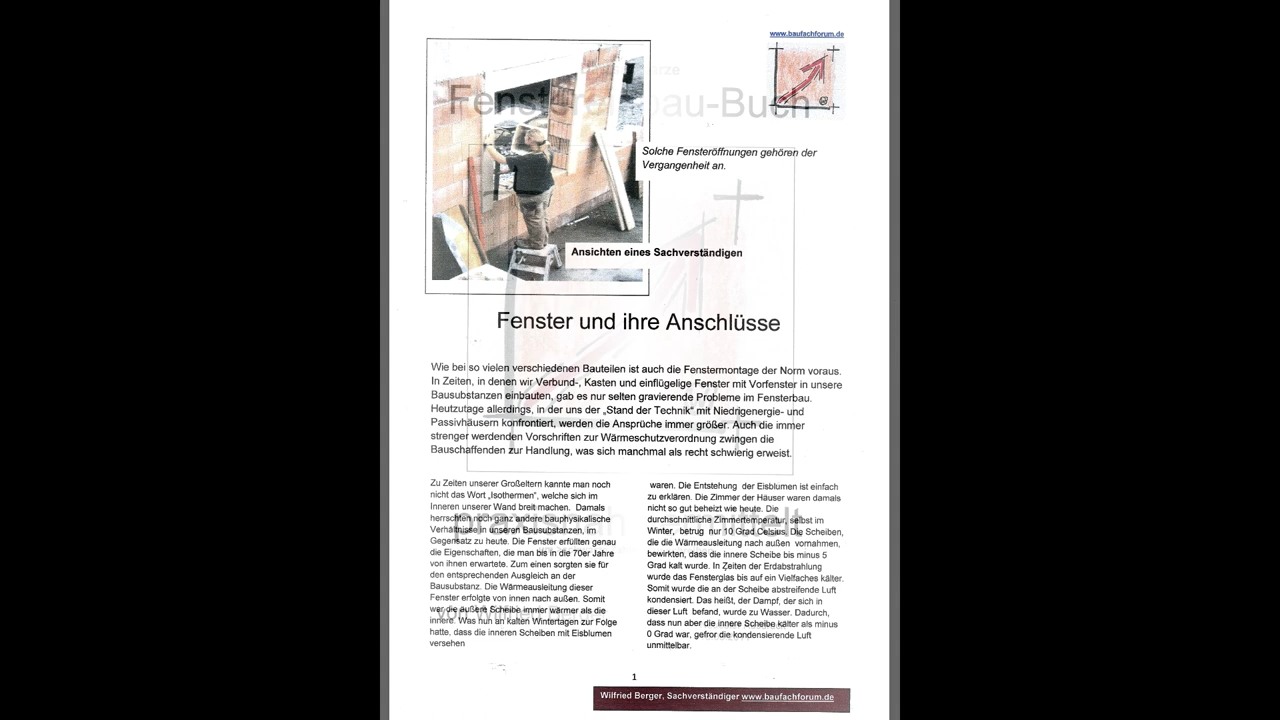 www.baufachforum.de
Solche Fensteröffnungen gehören der
Vergangenheit an.
Ansichten eines Sachverständigen
Fenster und ihre Anschlüsse
Wie bei so vielen verschiedenen Bauteilen ist auch die Fenstermontage der Norm voraus.
In Zeiten, in denen wir Verbund-, Kasten und einflügelige Fenster mit Vorfenster in unsere
Bausubstanzen einbauten, gab es nur selten gravierende Probleme im Fensterbau.
Heutzutage allerdings, in der uns der „Stand der Technik“ mit Niedrigenergie- und
Passivhäusern konfrontiert, werden die Ansprüche immer größer. Auch die immer
strenger werdenden Vorschriften zur Wärmeschutzverordnung zwingen die
Bauschaffenden zur Handlung, was sich manchmal als recht schwierig erweist.
Zu Zeiten unserer Großeltern kannte man noch
nicht das Wort „Isothermen“, welche sich im
Inneren unserer Wand breit machen. Damals
herrschten noch ganz andere bauphysikalische
Verhältnisse in unseren Bausubstanzen, im
Gegensatz zu heute. Die Fenster erfüllten genau
die Eigenschaften, die man bis in die 70er Jahre
von ihnen erwartete. Zum einen sorgten sie für
den entsprechenden Ausgleich an der
Bausubstanz. Die Wärmeausleitung dieser
Fenster erfolgte von innen nach außen. Somit
war die äußere Scheibe immer wärmer als die
innere. Was nun an kalten Wintertagen zur Folge
hatte, dass die inneren Scheiben mit Eisblumen
versehen
waren. Die Entstehung der Eisblumen ist einfach
zu erklären. Die Zimmer der Häuser waren damals
nicht so gut beheizt wie heute. Die
durchschnittliche Zimmertemperatur, selbst im
Winter, betrug nur 10 Grad Celsius. Die Scheiben,
die die Wärmeausleitung nach außen vornahmen,
bewirkten, dass die innere Scheibe bis minus 5
Grad kalt wurde. In Zeiten der Erdabstrahlung
wurde das Fensterglas bis auf ein Vielfaches kälter.
Somit wurde die an der Scheibe abstreifende Luft
kondensiert. Das heißt, der Dampf, der sich in
dieser Luft befand, wurde zu Wasser. Dadurch,
dass nun aber die innere Scheibe kälter als minus
0 Grad war, gefror die kondensierende Luft
unmittelbar.
1
Wilfried Berger, Sachverständiger www.baufachforum.de